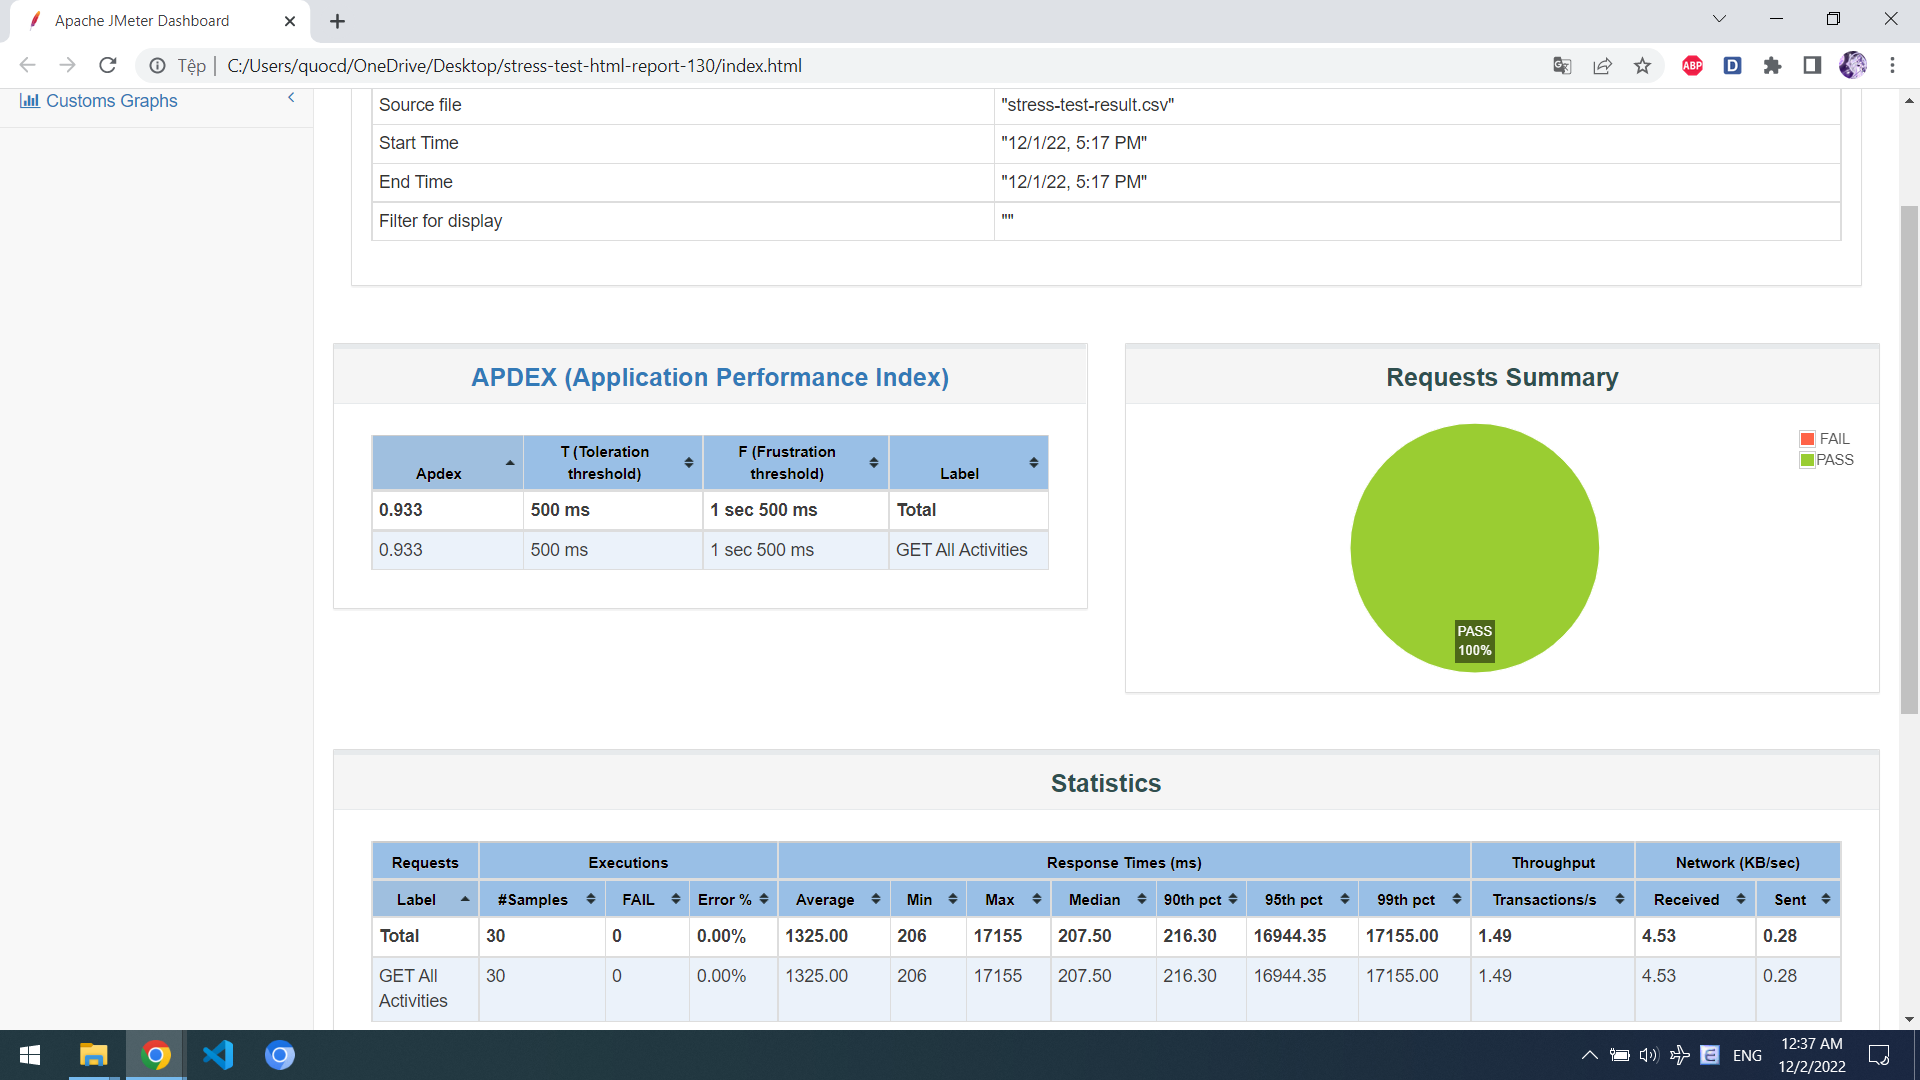 Apache JMeter Dashboard
Tệp | C:/Users/quocd/OneDrive/Desktop/stress-test-html-report-130/index.html
ABP
D
Customs Graphs
Source file "stress-test-result.csv"
Start Time "12/1/22, 5:17 PM"
End Time "12/1/22, 5:17 PM"
Filter for display ""
APDEX (Application Performance Index)
Apdex T (Toleration threshold) F (Frustration threshold) Label
0.933 500 ms 1 sec 500 ms Total
0.933 500 ms 1 sec 500 ms GET All Activities
Requests Summary
FAIL
PASS
PASS
100%
Statistics
Requests Executions Response Times (ms) Throughput Network (KB/sec)
Label #Samples FAIL Error % Average Min Max Median 90th pct 95th pct 99th pct Transactions/s Received Sent
Total 30 0 0.00% 1325.00 206 17155 207.50 216.30 16944.35 17155.00 1.49 4.53 0.28
GET All Activities 30 0 0.00% 1325.00 206 17155 207.50 216.30 16944.35 17155.00 1.49 4.53 0.28
ENG
12:37 AM
12/2/2022